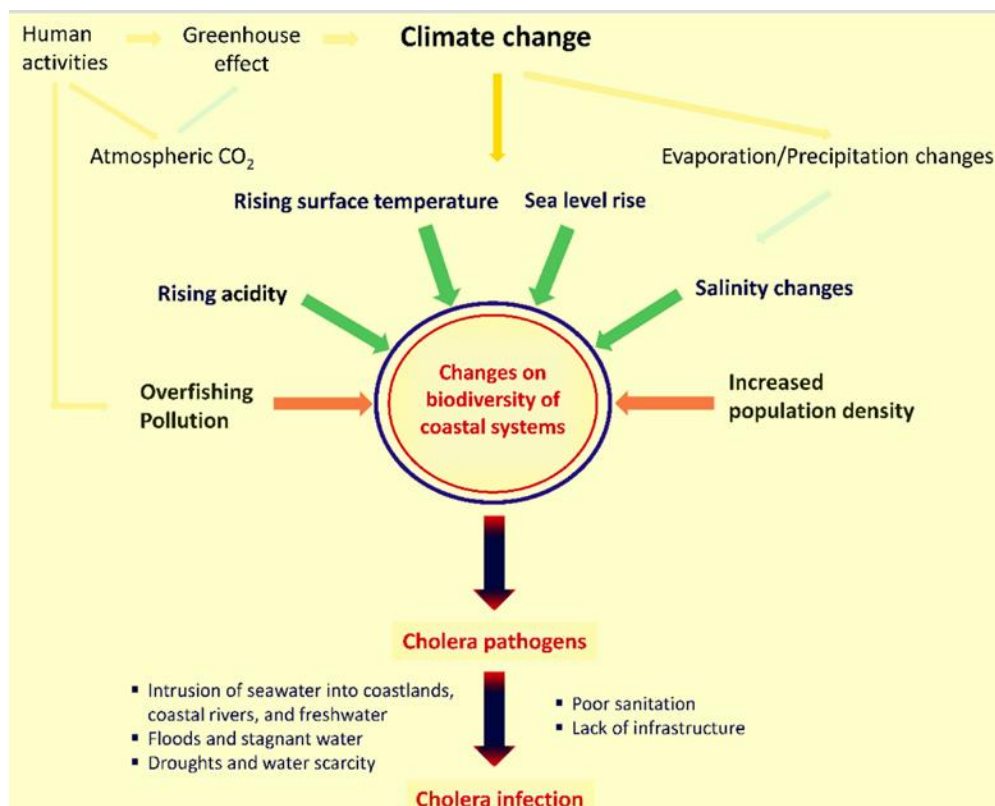 Human
activities
Greenhouse
effect
Climate change
Atmospheric CO₂
Evaporation/Precipitation changes
Rising surface temperature
Sea level rise
Rising acidity
Salinity changes
Changes on
biodiversity of
coastal systems
Overfishing
Pollution
Increased
population density
Cholera pathogens
▪ Intrusion of seawater into coastlands,
coastal rivers, and freshwater
▪ Floods and stagnant water
▪ Droughts and water scarcity
▪ Poor sanitation
▪ Lack of infrastructure
Cholera infection